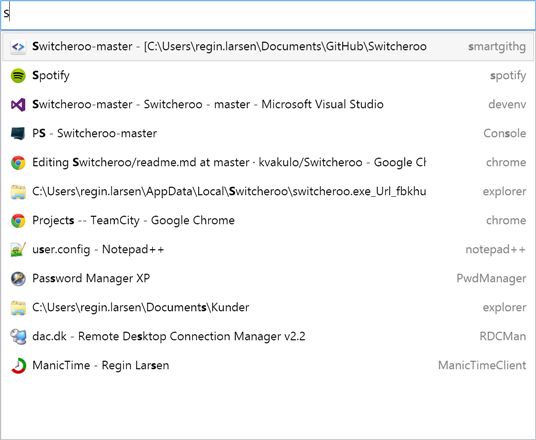 s
Switcheroo-master - [C:\Users\regin.larsen\Documents\GitHub\Switcheroo smartgithg
Spotify spotify
Switcheroo-master - Switcheroo - master - Microsoft Visual Studio devenv
PS - Switcheroo-master Console
Editing Switcheroo/readme.md at master · kvakulo/Switcheroo - Google Ch chrome
C:\Users\regin.larsen\AppData\Local\Switcheroo\switcheroo.exe_Url_fbkhu explorer
Projects -- TeamCity - Google Chrome chrome
user.config - Notepad++ notepad++
Password Manager XP PwdManager
C:\Users\regin.larsen\Documents\Kunder explorer
dac.dk - Remote Desktop Connection Manager v2.2 RDCMan
ManicTime - Regin Larsen ManicTimeClient